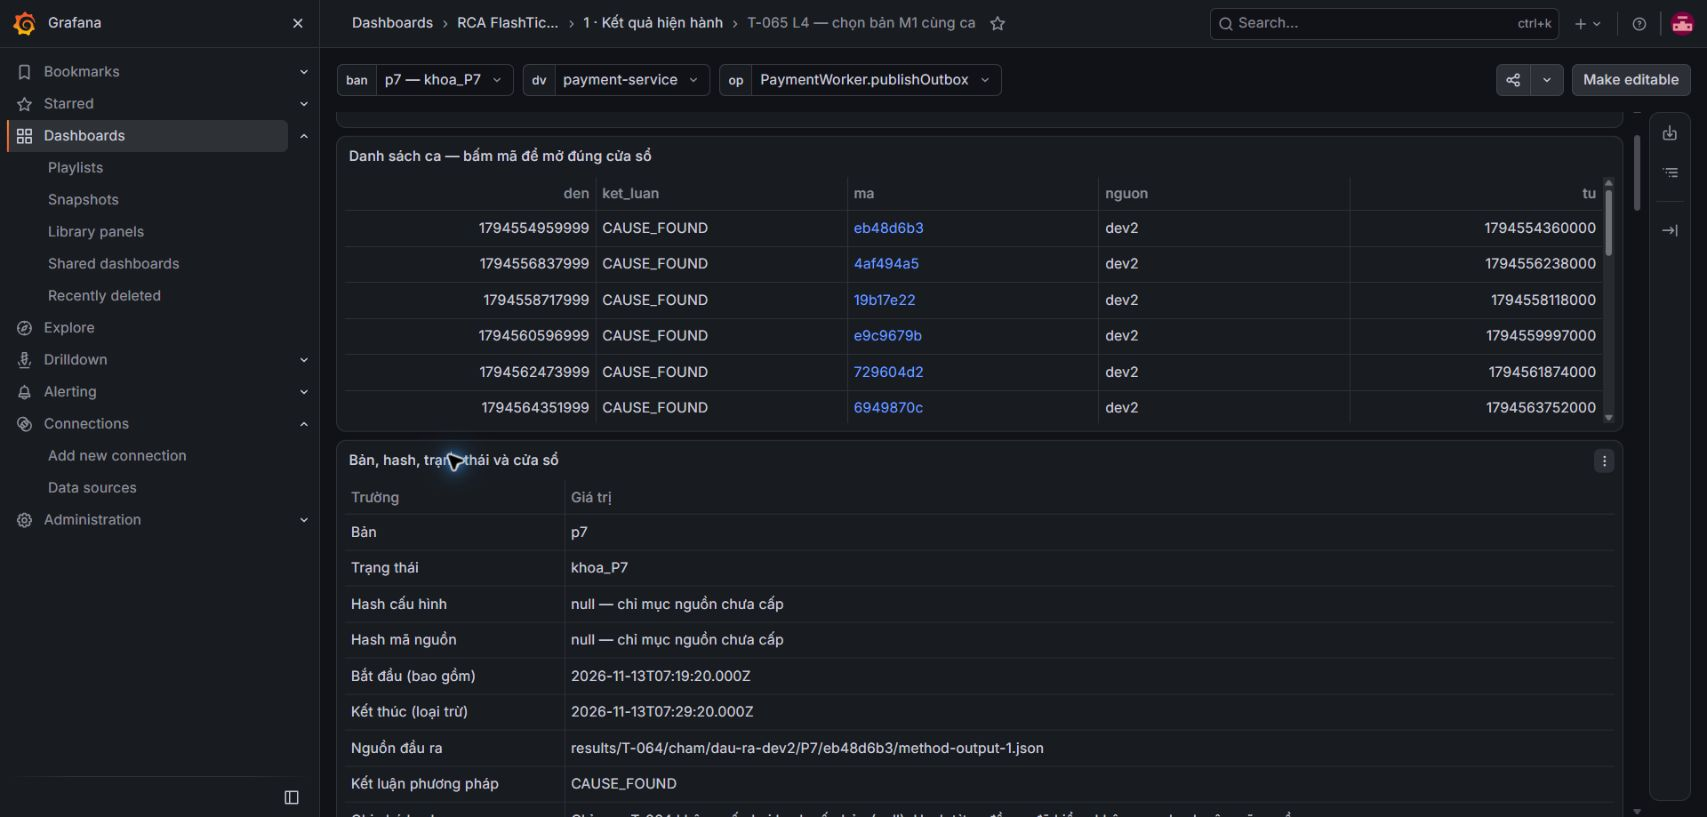 Grafana
Dashboards › RCA FlashTic... › 1 · Kết quả hiện hành › T-065 L4 — chọn bản M1 cùng ca
Search... ctrl+k
Bookmarks
Starred
Dashboards
Playlists
Snapshots
Library panels
Shared dashboards
Recently deleted
Explore
Drilldown
Alerting
Connections
Add new connection
Data sources
Administration
ban p7 — khoa_P7 dv payment-service op PaymentWorker.publishOutbox
Make editable
Danh sách ca — bấm mã để mở đúng cửa sổ
den ket_luan ma nguon tu
1794554959999 CAUSE_FOUND eb48d6b3 dev2 1794554360000
1794556837999 CAUSE_FOUND 4af494a5 dev2 1794556238000
1794558717999 CAUSE_FOUND 19b17e22 dev2 1794558118000
1794560596999 CAUSE_FOUND e9c9679b dev2 1794559997000
1794562473999 CAUSE_FOUND 729604d2 dev2 1794561874000
1794564351999 CAUSE_FOUND 6949870c dev2 1794563752000
Bản, hash, trạng thái và cửa sổ
Trường Giá trị
Bản p7
Trạng thái khoa_P7
Hash cấu hình null — chỉ mục nguồn chưa cấp
Hash mã nguồn null — chỉ mục nguồn chưa cấp
Bắt đầu (bao gồm) 2026-11-13T07:19:20.000Z
Kết thúc (loại trừ) 2026-11-13T07:29:20.000Z
Nguồn đầu ra results/T-064/cham/dau-ra-dev2/P7/eb48d6b3/method-output-1.json
Kết luận phương pháp CAUSE_FOUND